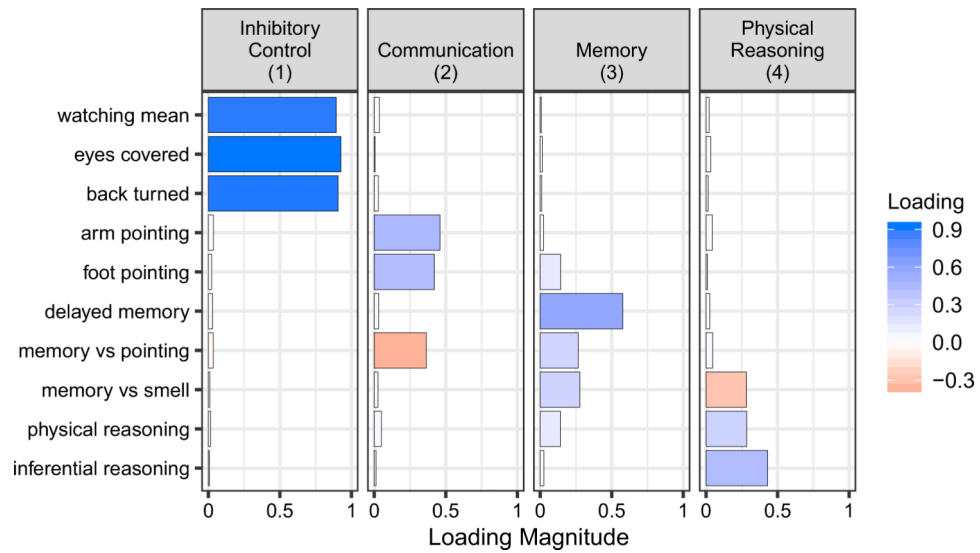 Inhibitory
Control
(1)
Communication
(2)
Memory
(3)
Physical
Reasoning
(4)
watching mean
eyes covered
back turned
arm pointing
foot pointing
delayed memory
memory vs pointing
memory vs smell
physical reasoning
inferential reasoning
0 0.5 1 0 0.5 1 0 0.5 1 0 0.5 1
Loading Magnitude
Loading
0.9
0.6
0.3
0.0
−0.3